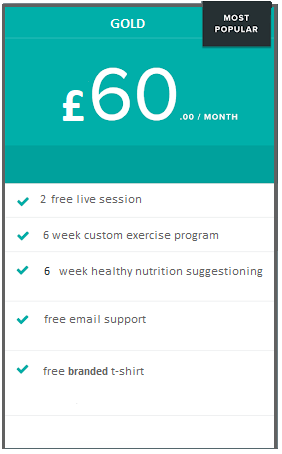 GOLD
MOST
POPULAR
£60.00 / MONTH
2 free live session
6 week custom exercise program
6 week healthy nutrition suggestioning
free email support
free branded t-shirt